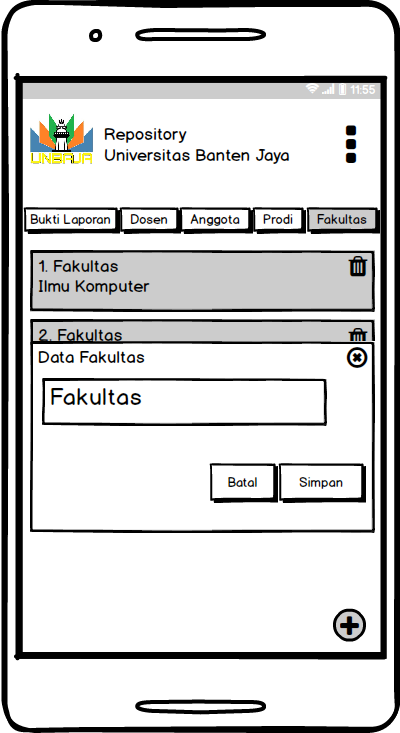 11:55
UNBAJA
Repository
Universitas Banten Jaya
Bukti Laporan Dosen Anggota Prodi Fakultas
1. Fakultas
Ilmu Komputer
2. Fakultas
Data Fakultas
Fakultas
Batal Simpan